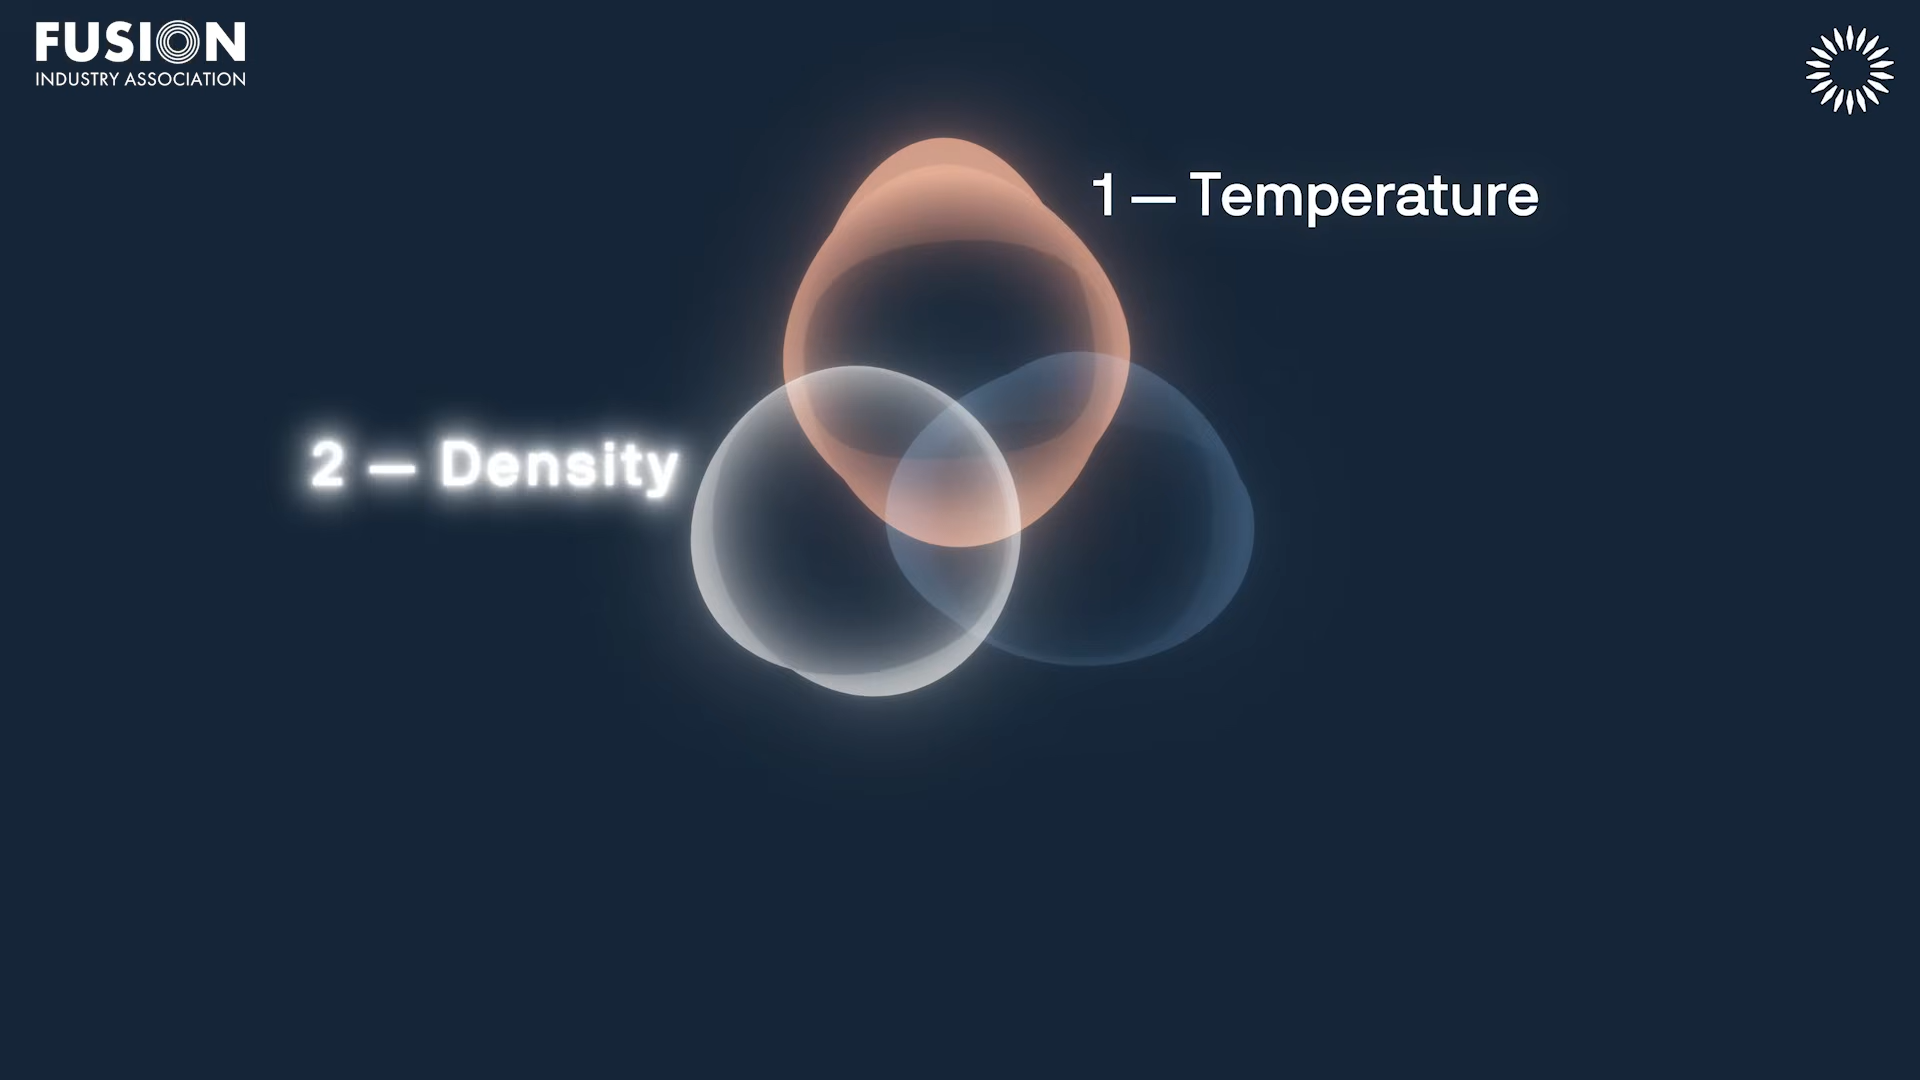 FUSION
INDUSTRY ASSOCIATION
1 — Temperature
2 — Density